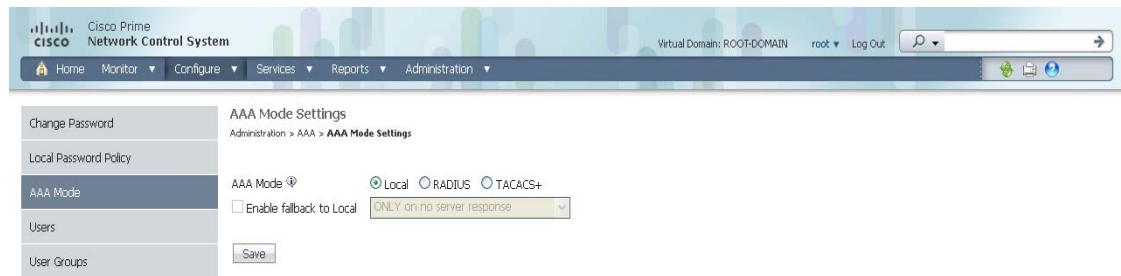 Cisco Prime
CISCO Network Control System
Virtual Domain: ROOT-DOMAIN root Log Out
Home Monitor Configure Services Reports Administration
Change Password
Local Password Policy
AAA Mode
Users
User Groups
AAA Mode Settings
Administration > AAA > AAA Mode Settings
AAA Mode Local RADIUS TACACS+
Enable fallback to Local ONLY on no server response
Save